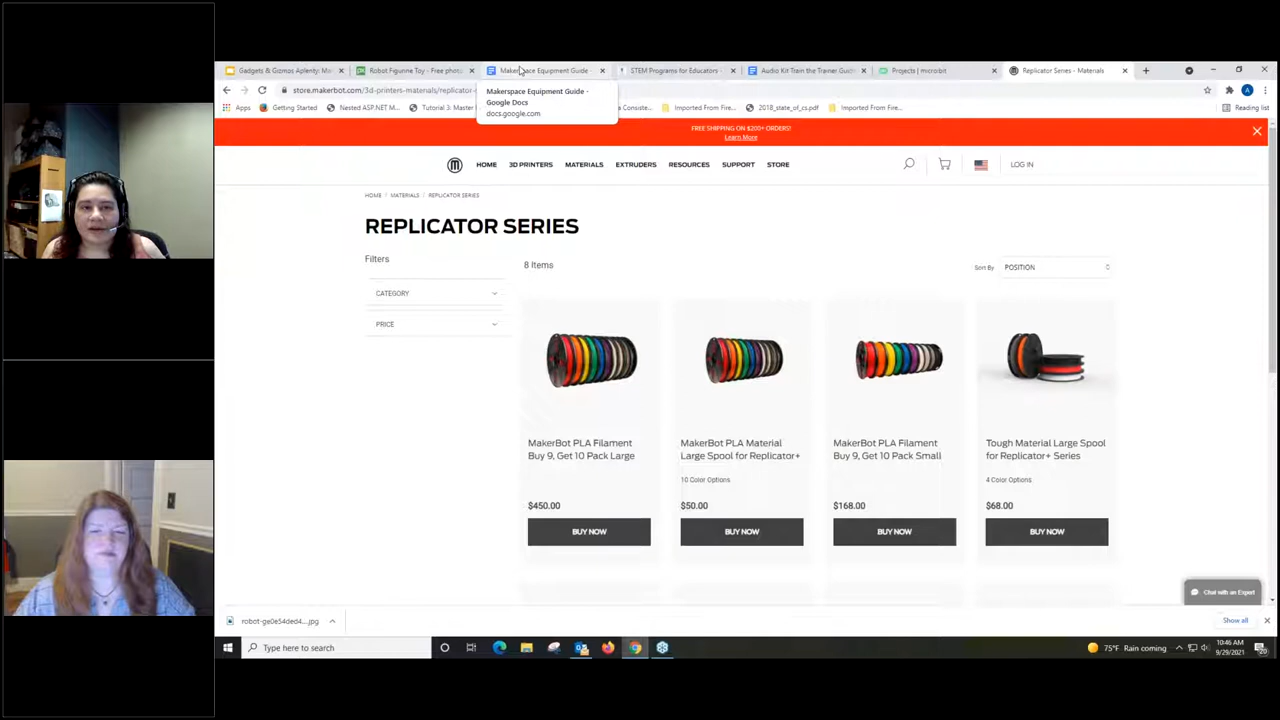 Gadgets & Gizmos Aplenty: Ma
Robot Figurine Toy - Free photo
Makerspace Equipment Guide -
STEM Programs for Educators -
Audio Kit Train the Trainer Guid
Projects | micro:bit
Replicator Series - Materials
store.makerbot.com/3d-printers-materials/replicator-
Makerspace Equipment Guide -
Google Docs
docs.google.com
Apps
Getting Started
Nested ASP.NET M...
Tutorial 3: Master
Imported From Fire...
2018_state_of_cs.pdf
Imported From Fire...
Reading list
FREE SHIPPING ON $200+ ORDERS!
Learn More
HOME
3D PRINTERS
MATERIALS
EXTRUDERS
RESOURCES
SUPPORT
STORE
LOG IN
HOME / MATERIALS / REPLICATOR SERIES
REPLICATOR SERIES
Filters
8 Items
Sort By
POSITION
CATEGORY
PRICE
MakerBot PLA Filament
Buy 9, Get 10 Pack Large
$450.00
BUY NOW
MakerBot PLA Material
Large Spool for Replicator+
10 Color Options
$50.00
BUY NOW
MakerBot PLA Filament
Buy 9, Get 10 Pack Small
$168.00
BUY NOW
Tough Material Large Spool
for Replicator+ Series
4 Color Options
$68.00
BUY NOW
Chat with an Expert
robot-ge0e54ded4....jpg
Show all
Type here to search
75°F Rain coming
10:46 AM
9/29/2021